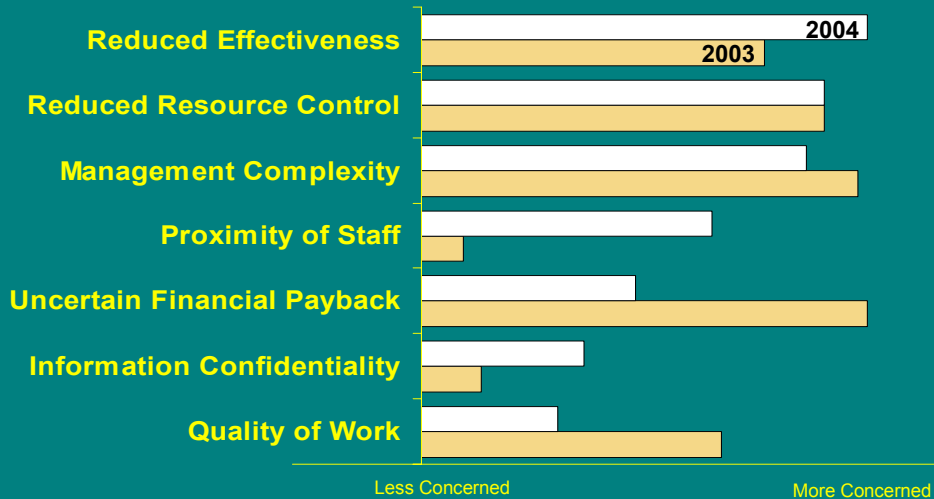 Reduced Effectiveness
2004
2003
Reduced Resource Control
Management Complexity
Proximity of Staff
Uncertain Financial Payback
Information Confidentiality
Quality of Work
Less Concerned
More Concerned